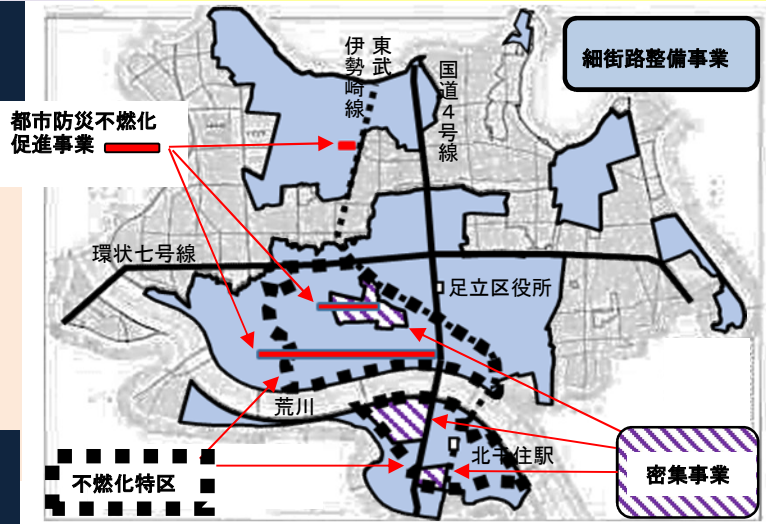 細街路整備事業
東武
伊勢崎線
国道4号線
都市防災不燃化
促進事業
環状七号線
足立区役所
荒川
北千住駅
不燃化特区
密集事業